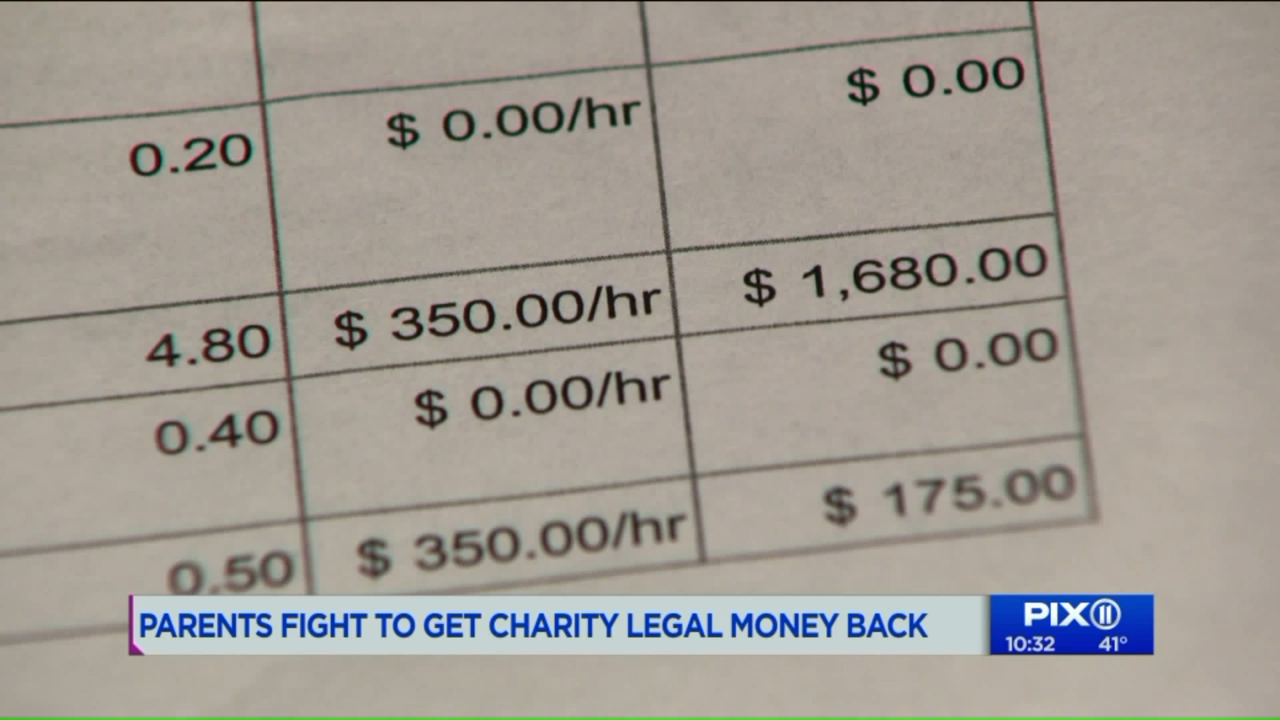 0.20 $ 0.00/hr $ 0.00
4.80 $ 350.00/hr $ 1,680.00
0.40 $ 0.00/hr $ 0.00
0.50 $ 350.00/hr $ 175.00
PARENTS FIGHT TO GET CHARITY LEGAL MONEY BACK
PIX11
10:32 41°